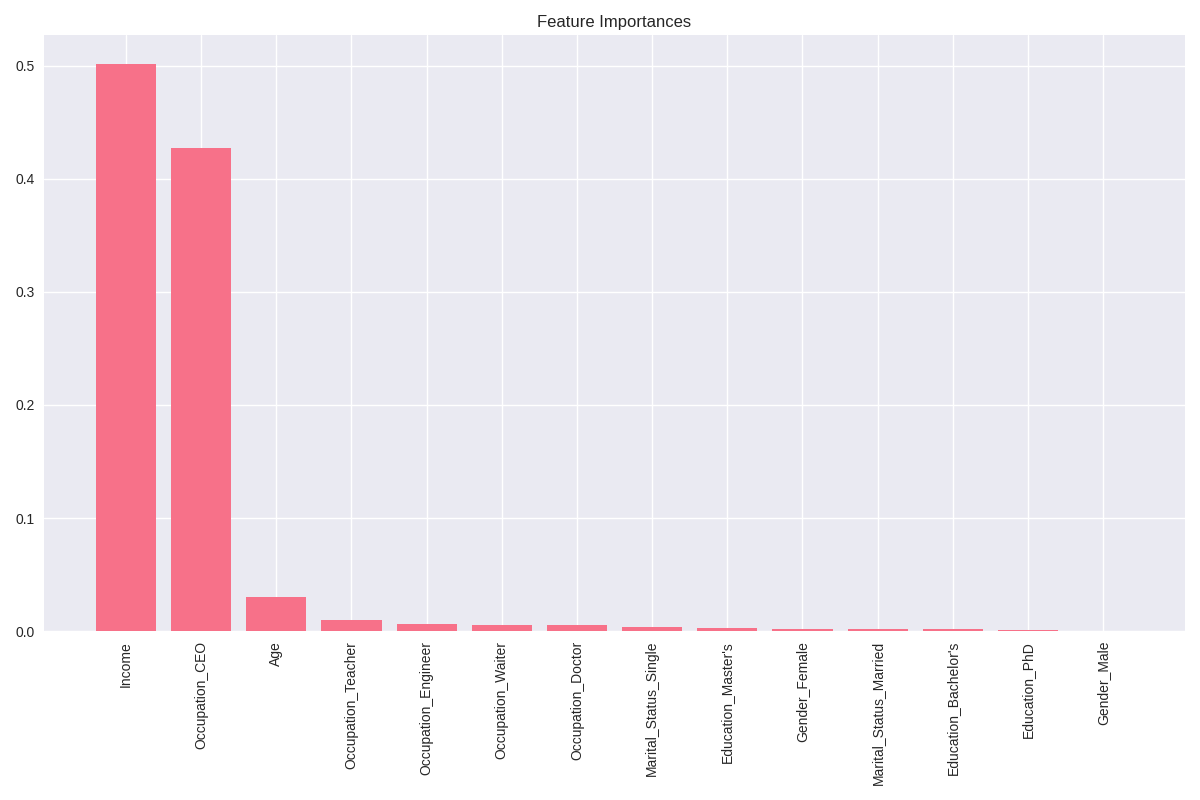 Feature Importances
0.5
0.4
0.3
0.2
0.1
0.0
Income
Occupation_CEO
Age
Occupation_Teacher
Occupation_Engineer
Occupation_Waiter
Occupation_Doctor
Marital_Status_Single
Education_Master's
Gender_Female
Marital_Status_Married
Education_Bachelor's
Education_PhD
Gender_Male